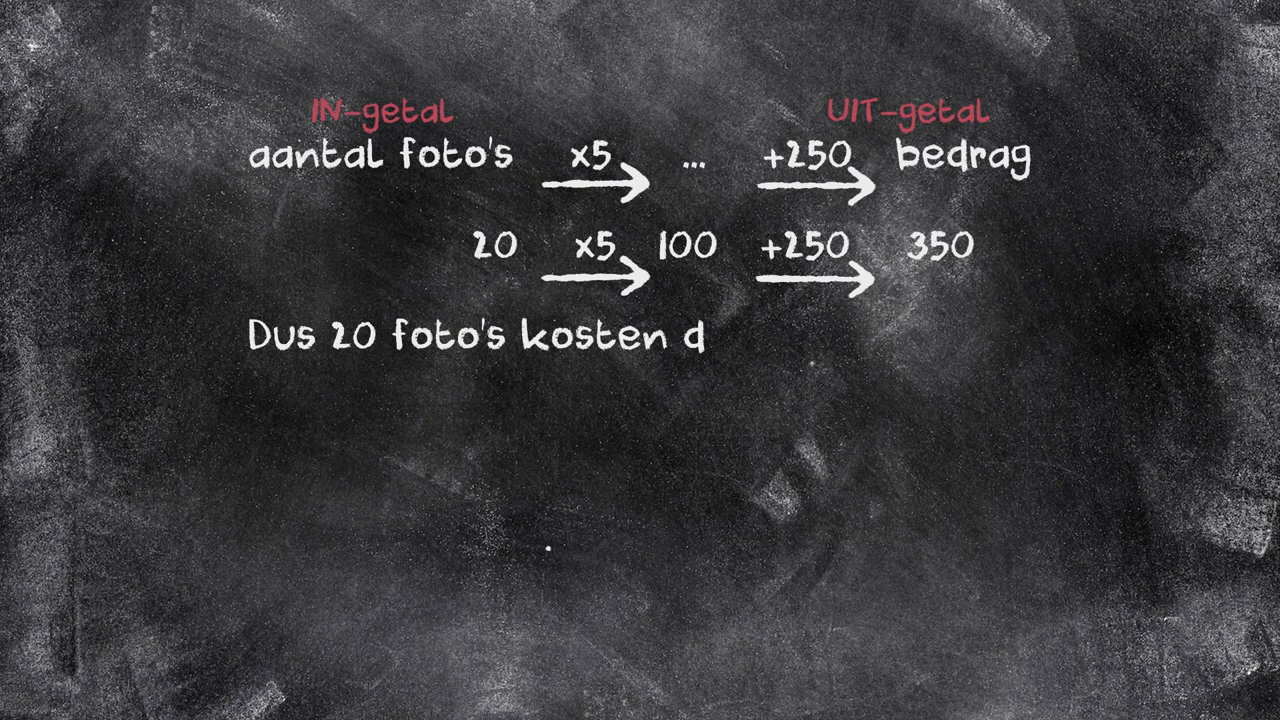 IN-getal UIT-getal
aantal foto's x5 ... +250 bedrag
20 x5 100 +250 350
Dus 20 foto's kosten d